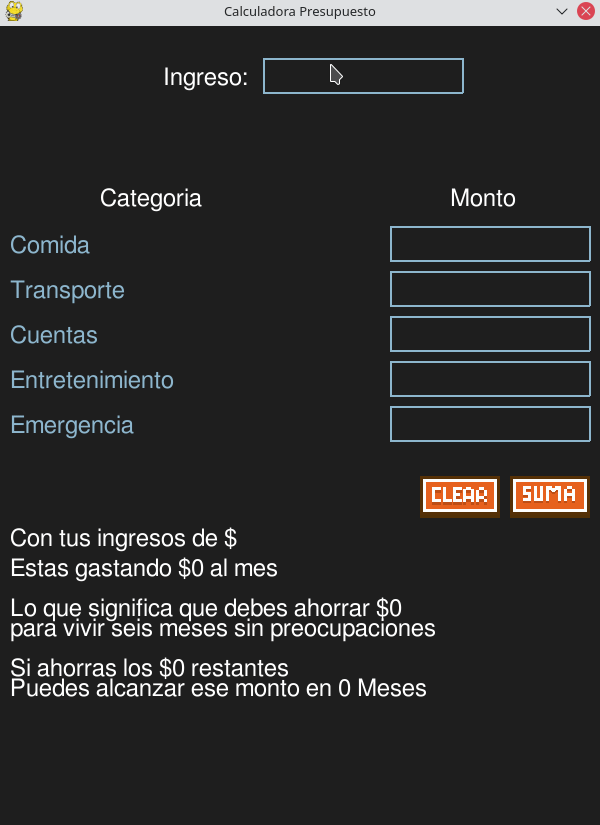 Calculadora Presupuesto
Ingreso:
Categoria Monto
Comida
Transporte
Cuentas
Entretenimiento
Emergencia
CLEAR SUMA
Con tus ingresos de $
Estas gastando $0 al mes
Lo que significa que debes ahorrar $0
para vivir seis meses sin preocupaciones
Si ahorras los $0 restantes
Puedes alcanzar ese monto en 0 Meses